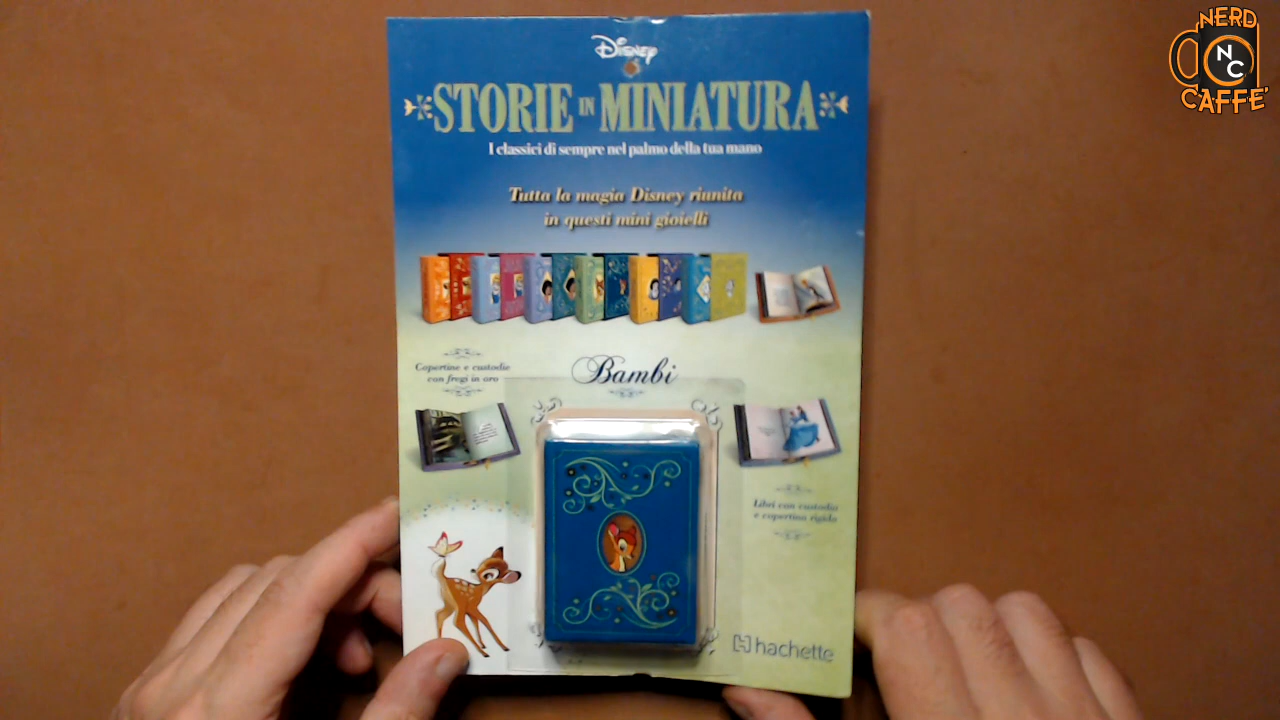 NERD
NC
CAFFE'
Disney
STORIE IN MINIATURA
I classici di sempre nel palmo della tua mano
Tutta la magia Disney riunita
in questi mini gioielli
Copertine e custodie
con fregi in oro
Bambi
Libri con custodia
e copertina rigida
hachette